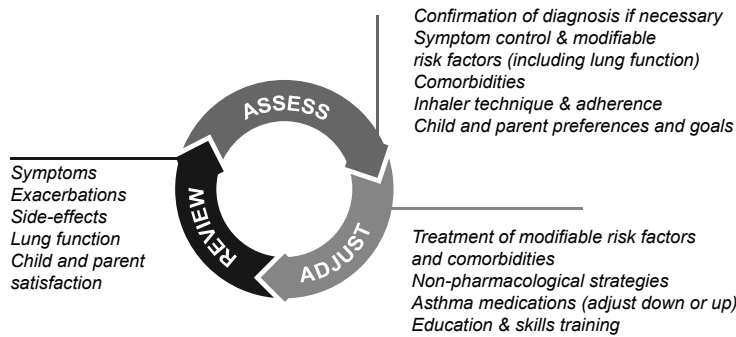 Confirmation of diagnosis if necessary
Symptom control & modifiable
risk factors (including lung function)
Comorbidities
Inhaler technique & adherence
Child and parent preferences and goals
ASSESS
Symptoms
Exacerbations
Side-effects
Lung function
Child and parent
satisfaction
REVIEW
ADJUST
Treatment of modifiable risk factors
and comorbidities
Non-pharmacological strategies
Asthma medications (adjust down or up)
Education & skills training